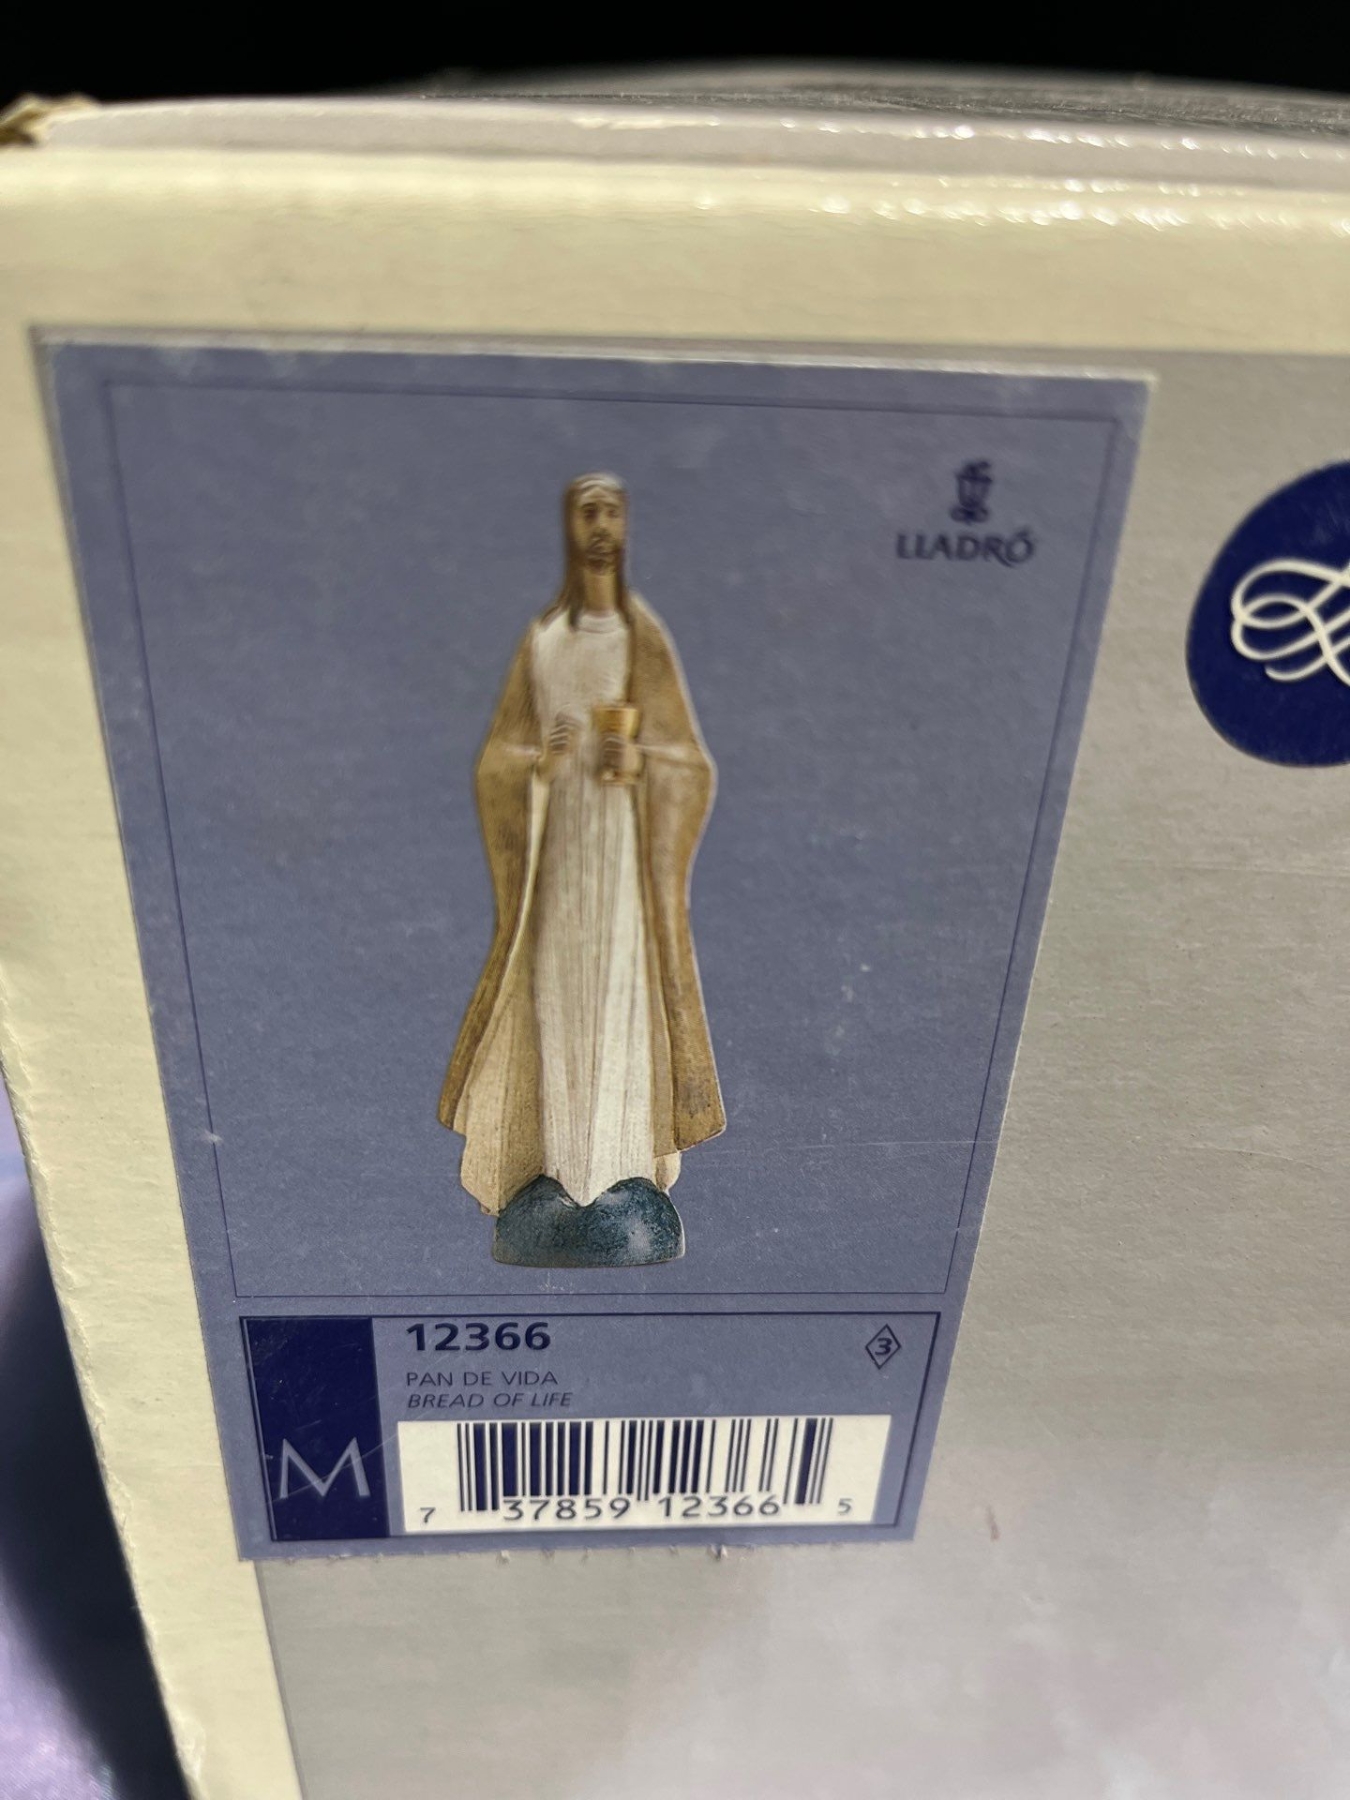 LLADRÓ
12366
3
PAN DE VIDA
BREAD OF LIFE
M
7 37859 12366 5